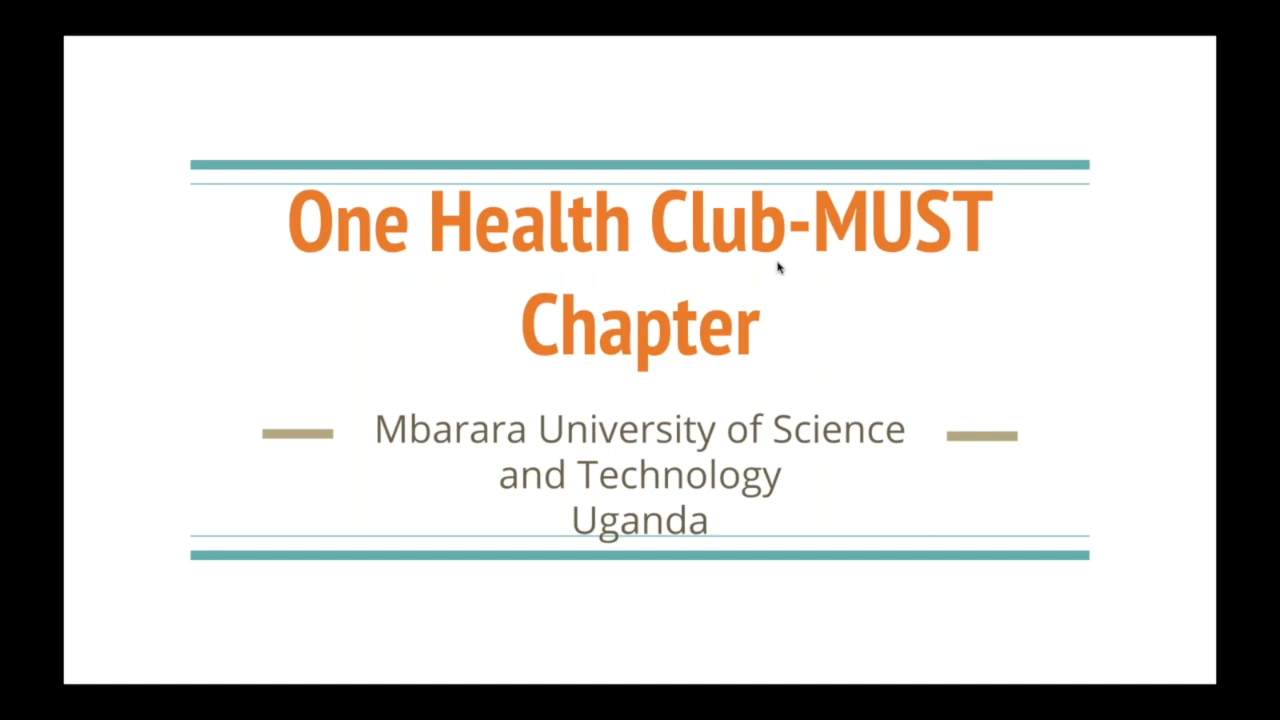 One Health Club-MUST
Chapter
Mbarara University of Science
and Technology
Uganda